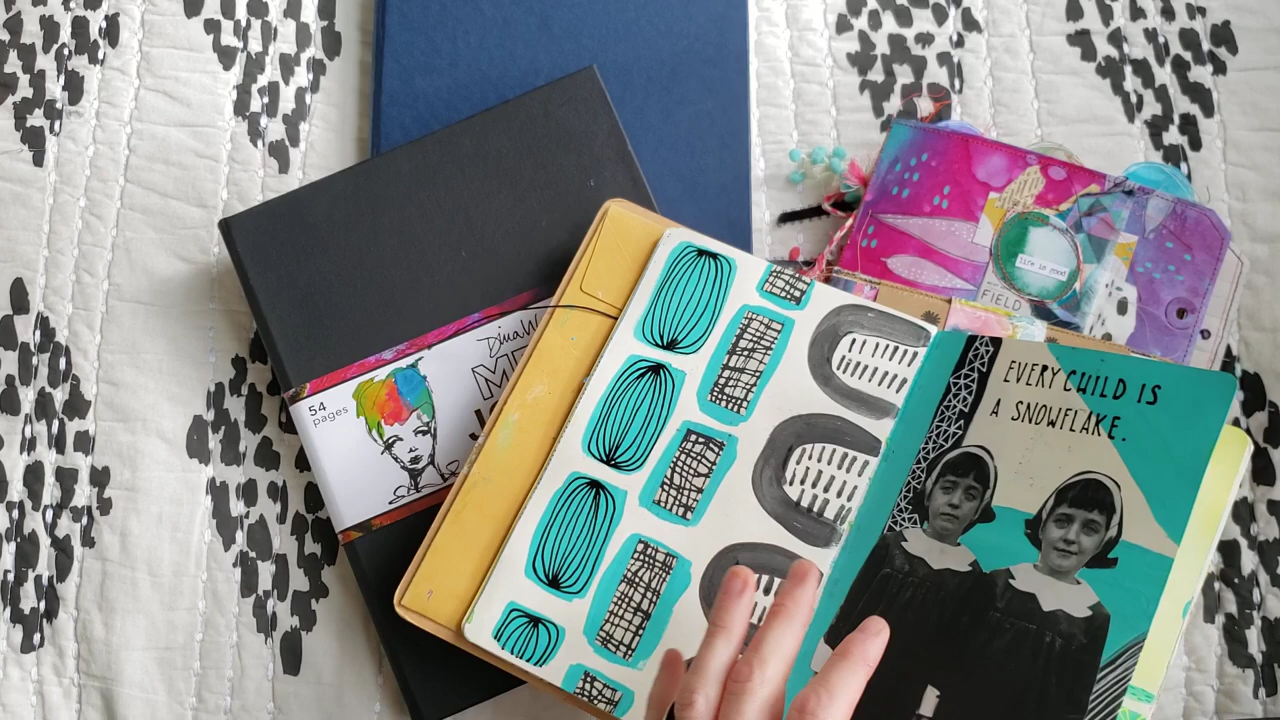 54
pages
life is good
FIELD
EVERY CHILD IS
A SNOWFLAKE.